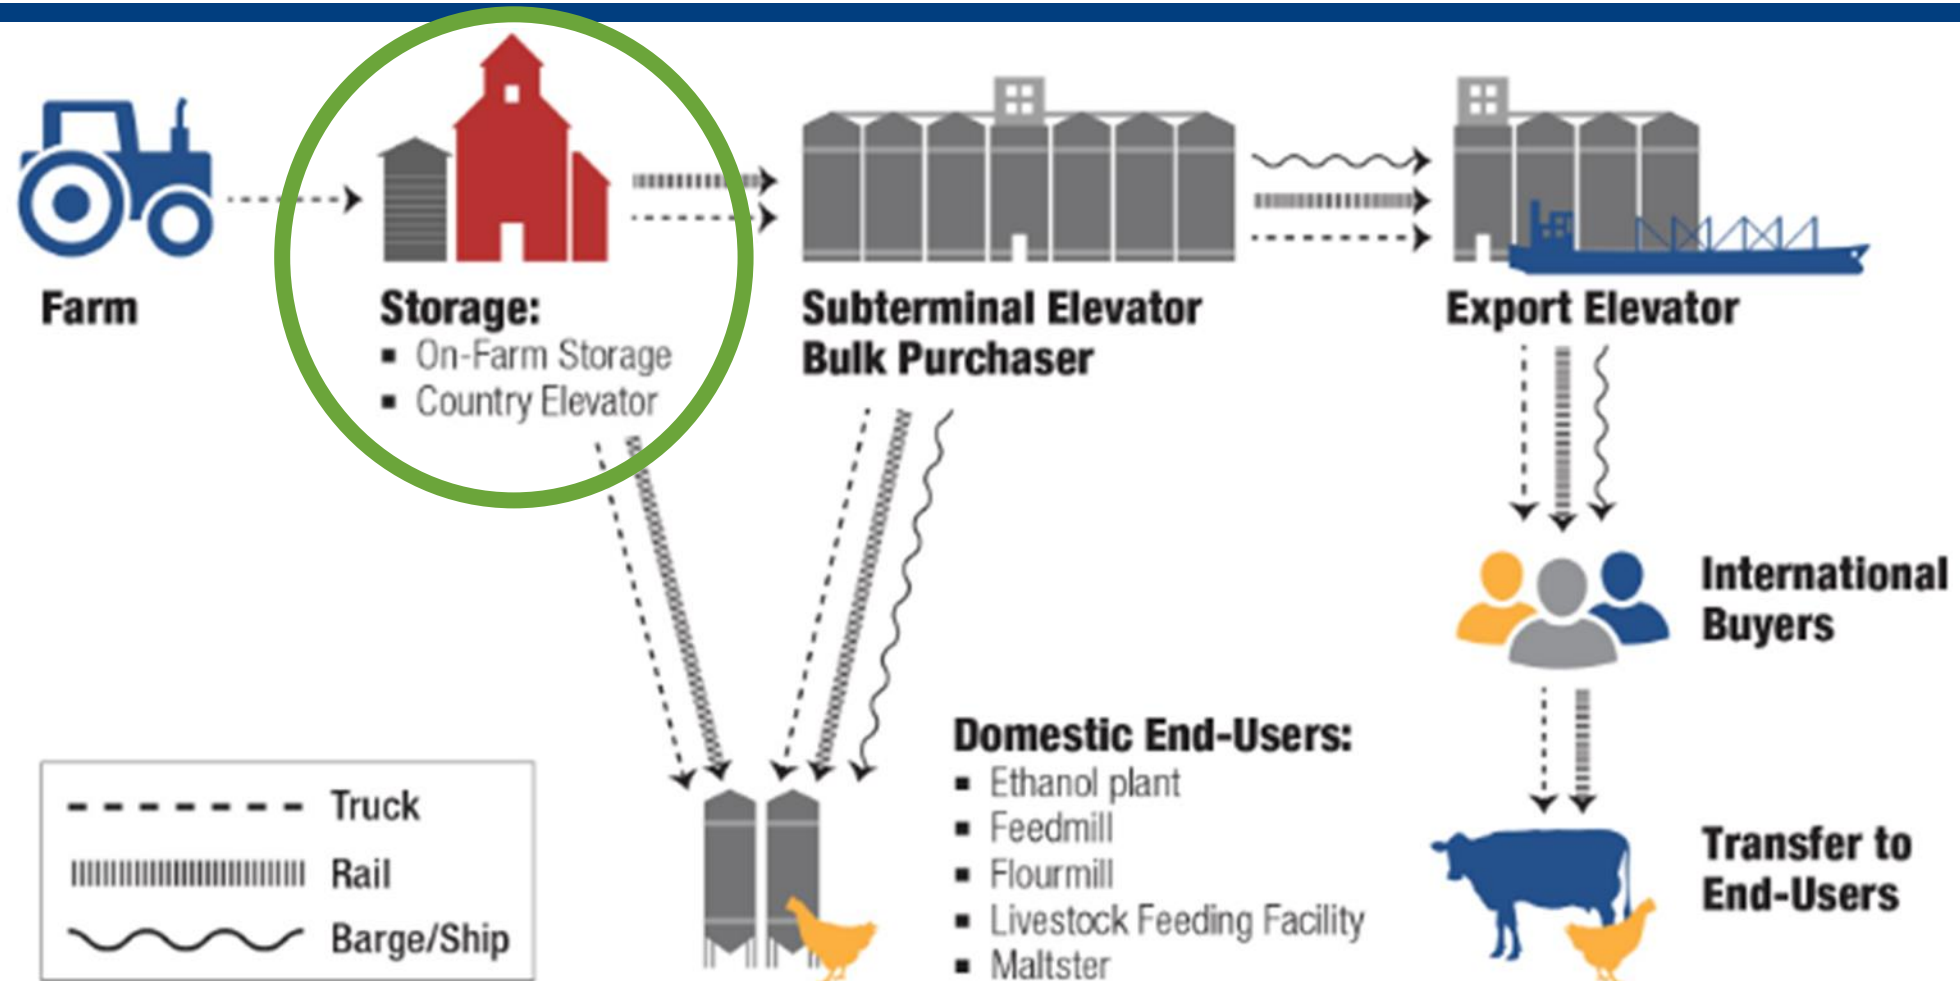 Farm
Storage:
▪ On-Farm Storage
▪ Country Elevator
Subterminal Elevator
Bulk Purchaser
Export Elevator
International
Buyers
Domestic End-Users:
▪ Ethanol plant
▪ Feedmill
▪ Flourmill
▪ Livestock Feeding Facility
▪ Maltster
Transfer to
End-Users
Truck
Rail
Barge/Ship